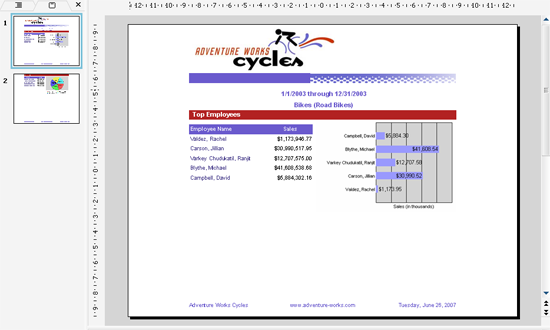 ADVENTURE WORKS
cycles
1/1/2003 through 12/31/2003
Bikes (Road Bikes)
Top Employees
Employee Name Sales
Valdez, Rachel $1,173,946.77
Carson, Jillian $30,990,517.95
Varkey Chudukatil, Ranjit $12,707,575.00
Blythe, Michael $41,608,538.68
Campbell, David $5,884,302.16
Campbell, David $5,884.30
Blythe, Michael $41,608.54
Varkey Chudukatil, Ranjit $12,707.58
Carson, Jillian $30,990.52
Valdez, Rachel $1,173.95
Sales (in thousands)
Adventure Works Cycles www.adventure-works.com Tuesday, June 26, 2007
1
2